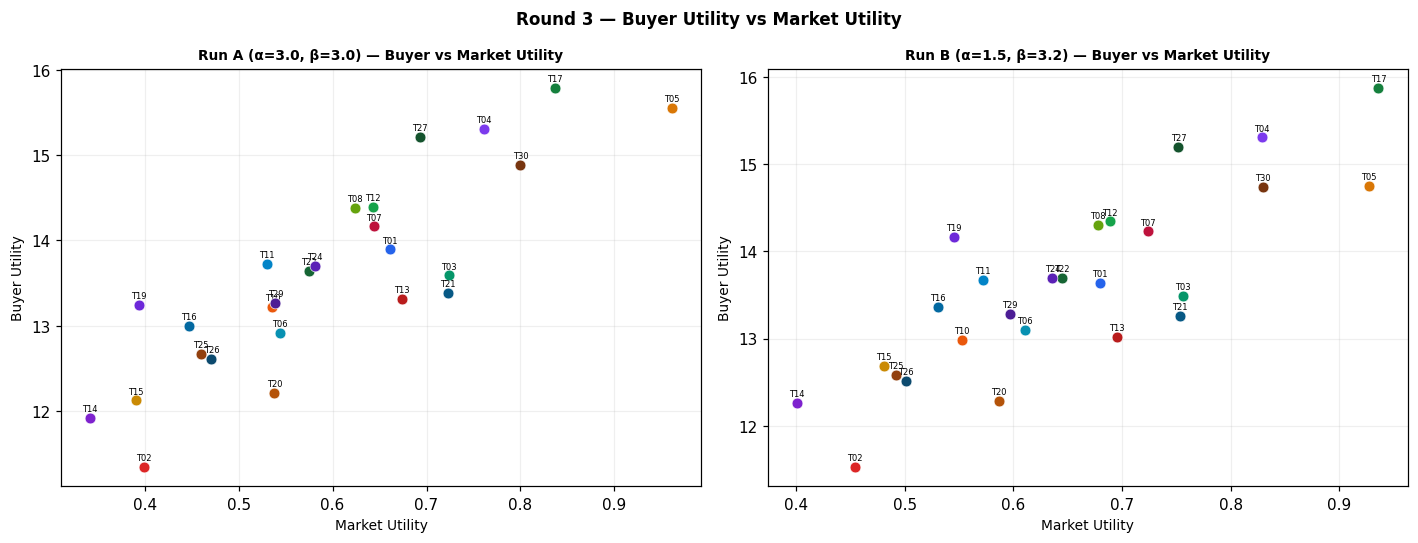 Round 3 — Buyer Utility vs Market Utility
Run A (α=3.0, β=3.0) — Buyer vs Market Utility
16
15
14
13
12
Buyer Utility
T17
T05
T04
T27
T30
T08
T12
T07
T01
T11
T24
T03
T21
T13
T19
T29
T16
T06
T25
T26
T20
T15
T14
T02
0.4
0.5
0.6
0.7
0.8
0.9
Market Utility
Run B (α=1.5, β=3.2) — Buyer vs Market Utility
16
15
14
13
12
Buyer Utility
T17
T04
T27
T05
T30
T12
T08
T07
T19
T11
T22
T01
T03
T16
T29
T21
T06
T13
T10
T15
T25
T26
T20
T14
T02
0.4
0.5
0.6
0.7
0.8
0.9
Market Utility